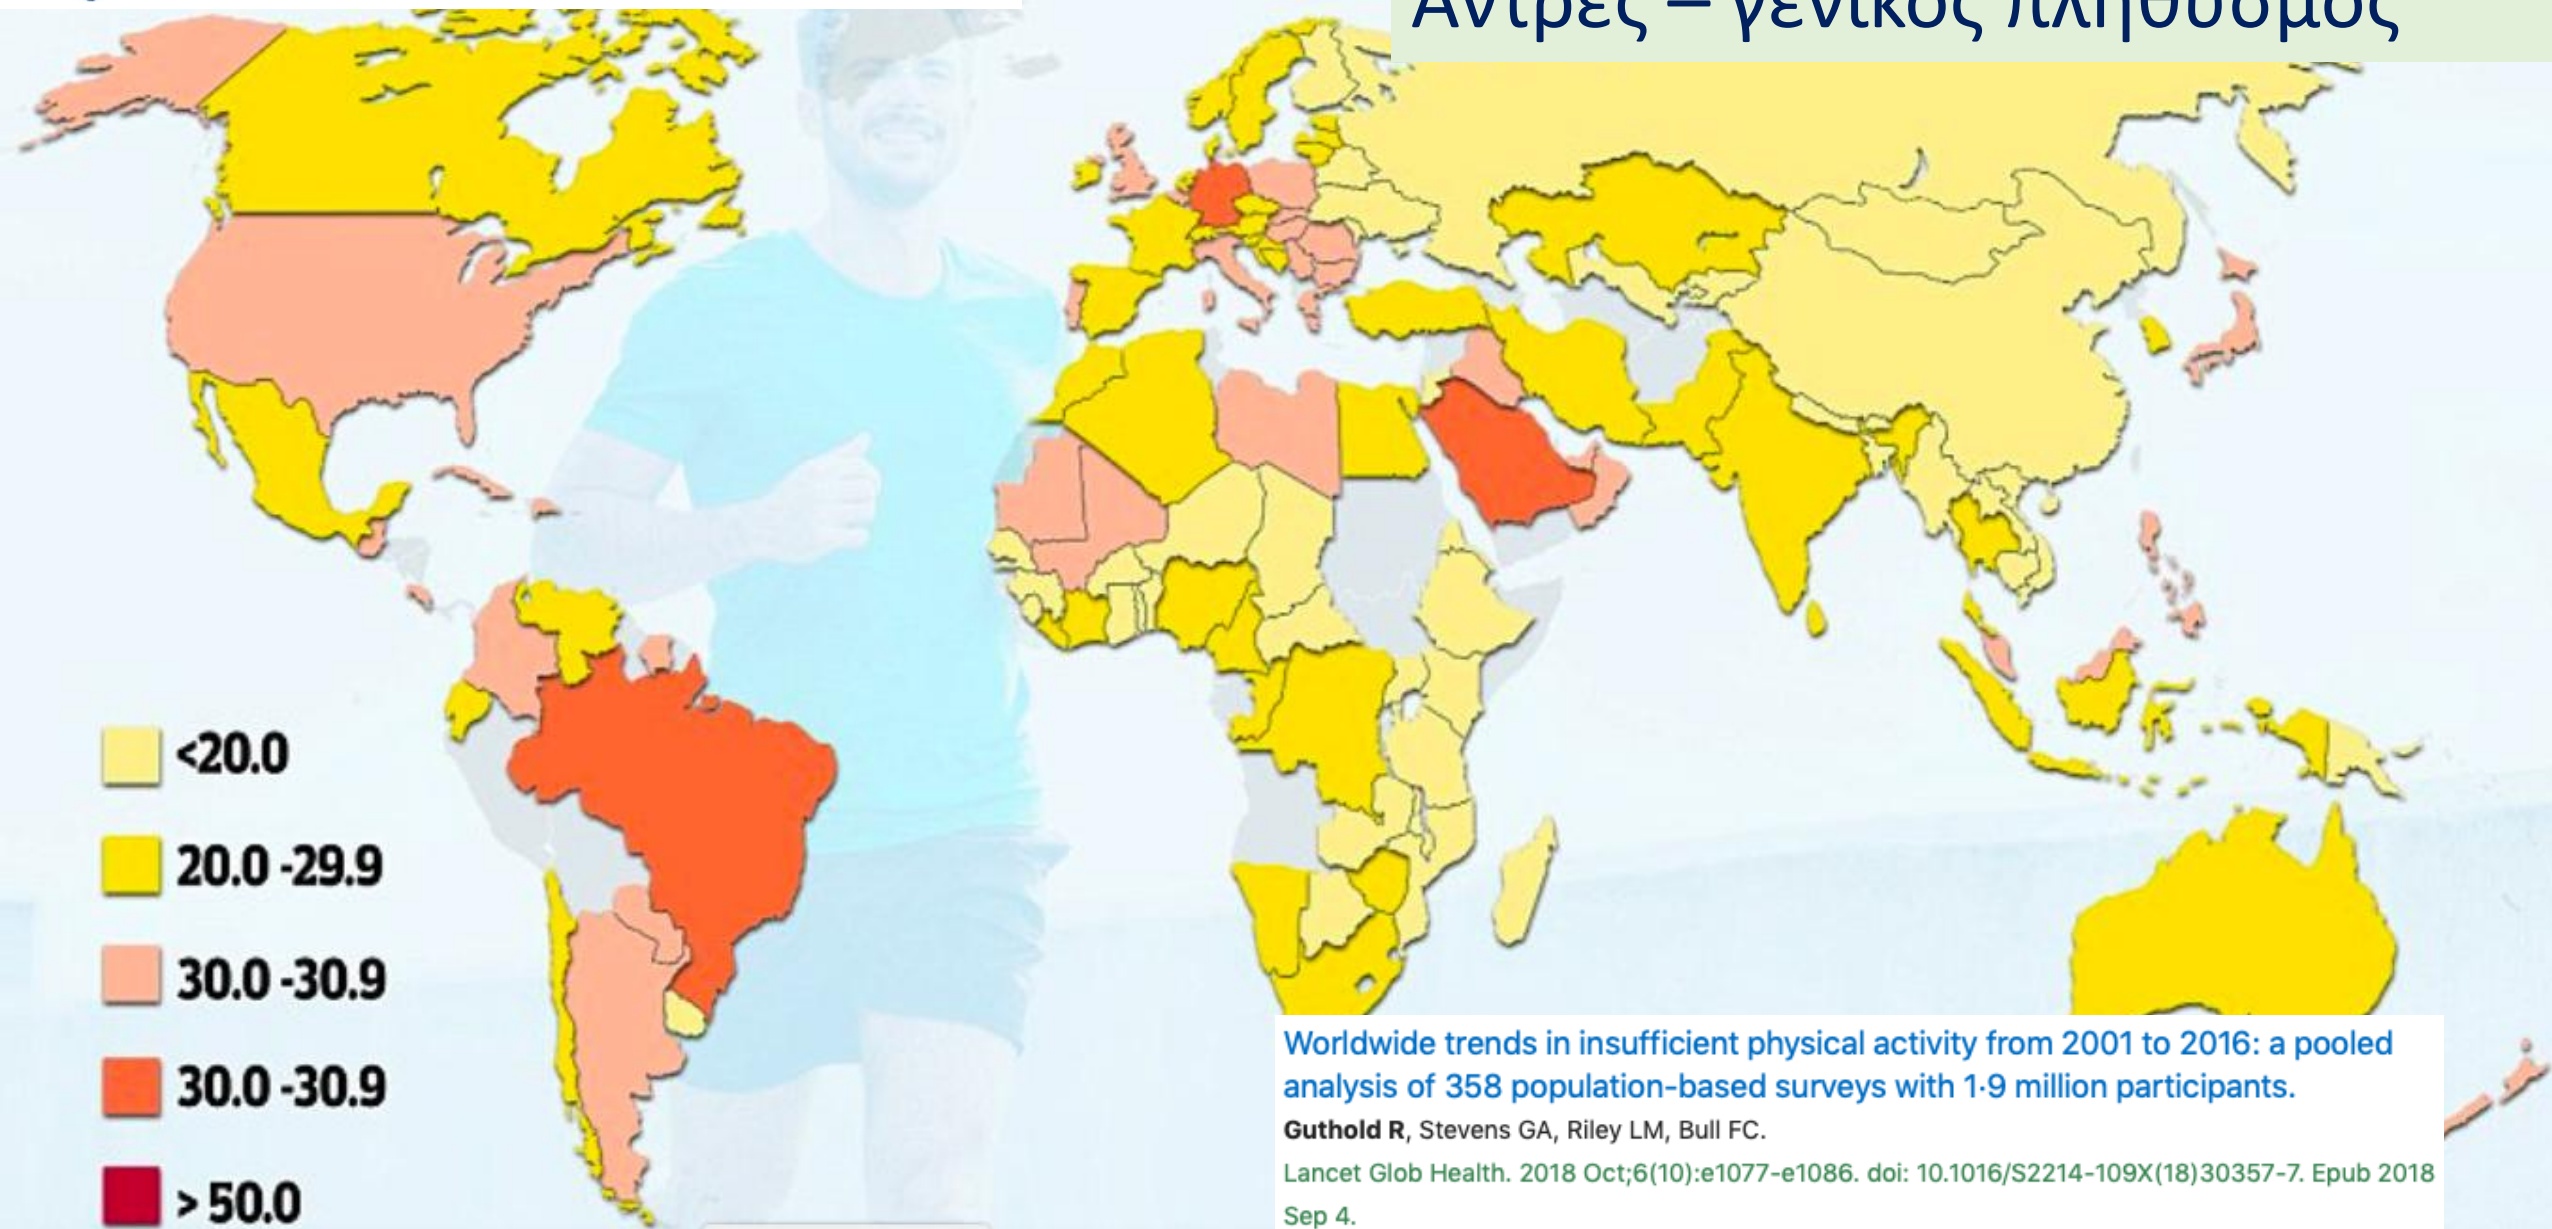 Άντρες – γενικός πληθυσμός
<20.0
20.0 -29.9
30.0 -30.9
30.0 -30.9
> 50.0
Worldwide trends in insufficient physical activity from 2001 to 2016: a pooled
analysis of 358 population-based surveys with 1·9 million participants.
Guthold R, Stevens GA, Riley LM, Bull FC.
Lancet Glob Health. 2018 Oct;6(10):e1077-e1086. doi: 10.1016/S2214-109X(18)30357-7. Epub 2018
Sep 4.